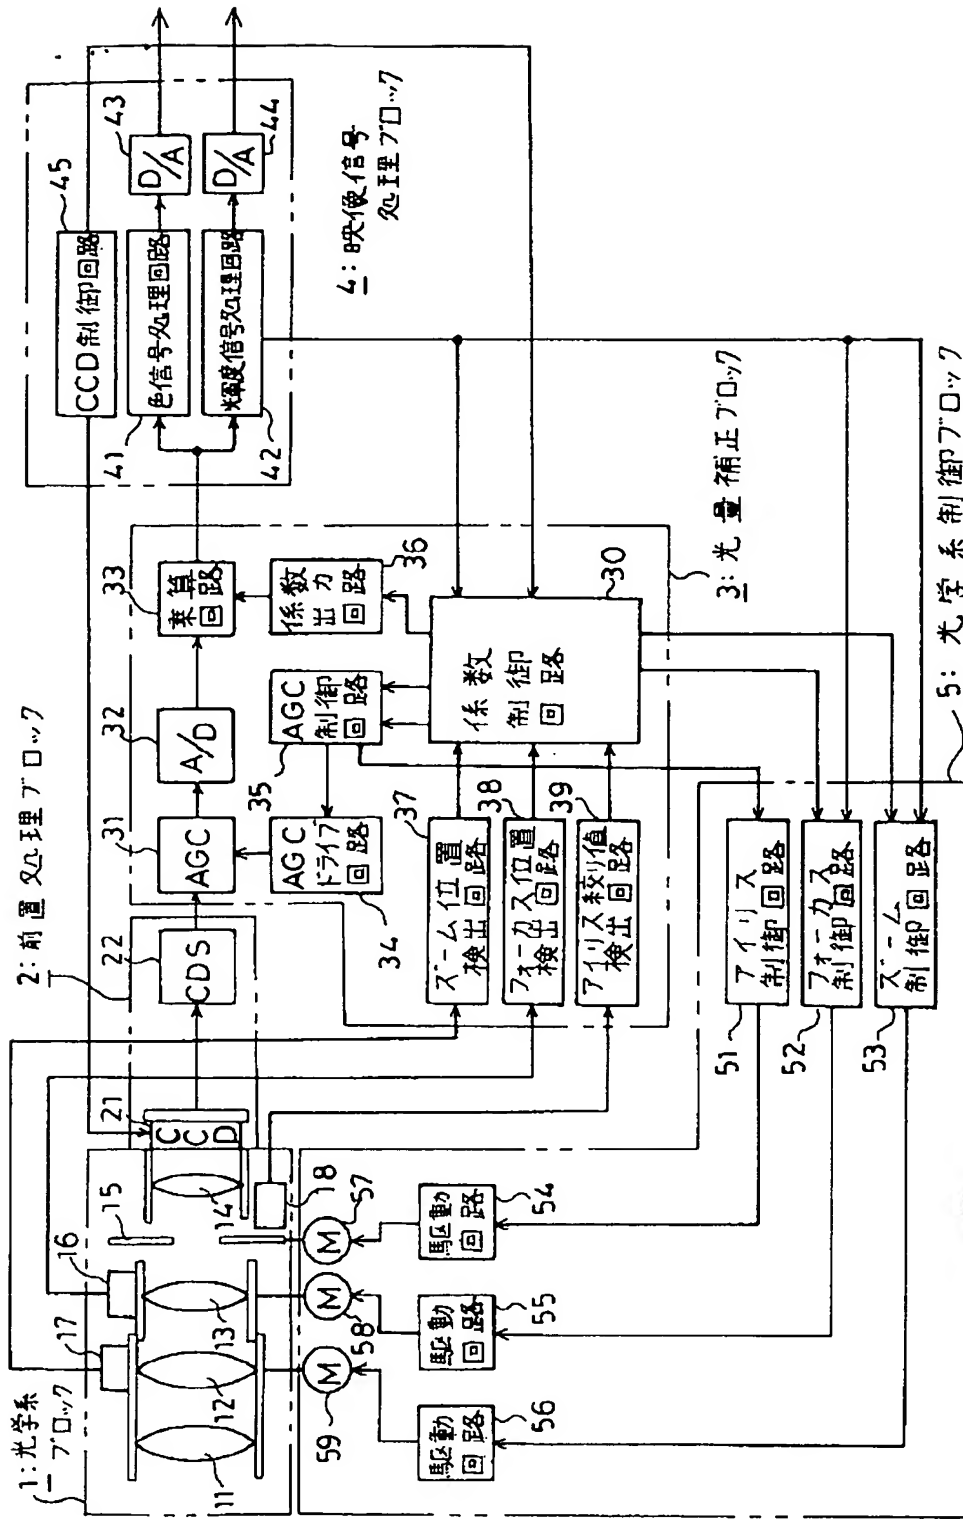 1:光学系
ブロック
2:前置処理ブロック
3:光量補正ブロック
4:映像信号
処理ブロック
5:光学系制御ブロック
11
12
13
14
15
16
17
18
CCD
21
CDS
22
AGC
31
A/D
32
乗算
回路
33
AGC
ドライブ
回路
34
AGC
制御
回路
35
係数
出力
回路
36
係数
制御
回路
30
ズーム位置
検出回路
37
フォーカス位置
検出回路
38
アイリス絞り値
検出回路
39
CCD制御回路
45
色信号処理回路
41
輝度信号処理回路
42
D/A
43
D/A
44
アイリス
制御回路
51
フォーカス
制御回路
52
ズーム
制御回路
53
駆動
回路
54
駆動
回路
55
駆動
回路
56
M
57
M
58
M
59